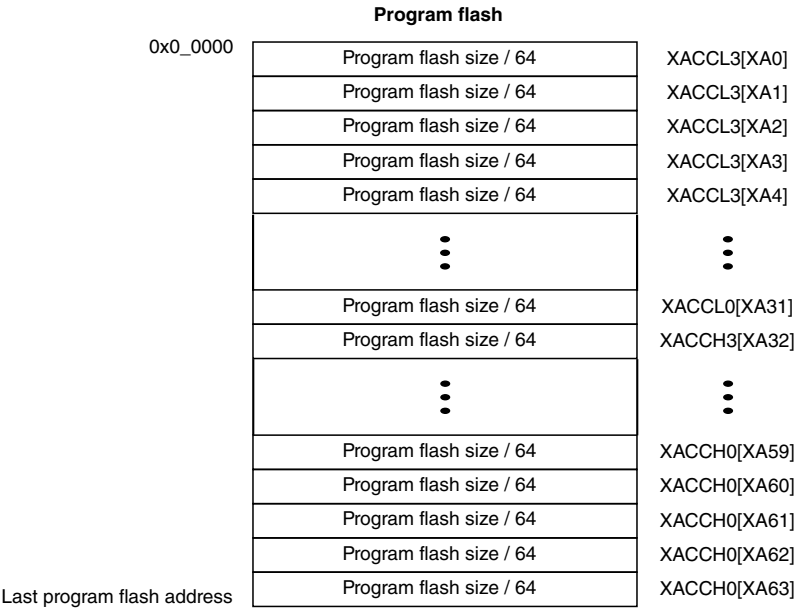 Program flash
0x0_0000
Program flash size / 64 XACCL3[XA0]
Program flash size / 64 XACCL3[XA1]
Program flash size / 64 XACCL3[XA2]
Program flash size / 64 XACCL3[XA3]
Program flash size / 64 XACCL3[XA4]
Program flash size / 64 XACCL0[XA31]
Program flash size / 64 XACCH3[XA32]
Program flash size / 64 XACCH0[XA59]
Program flash size / 64 XACCH0[XA60]
Program flash size / 64 XACCH0[XA61]
Program flash size / 64 XACCH0[XA62]
Program flash size / 64 XACCH0[XA63]
Last program flash address